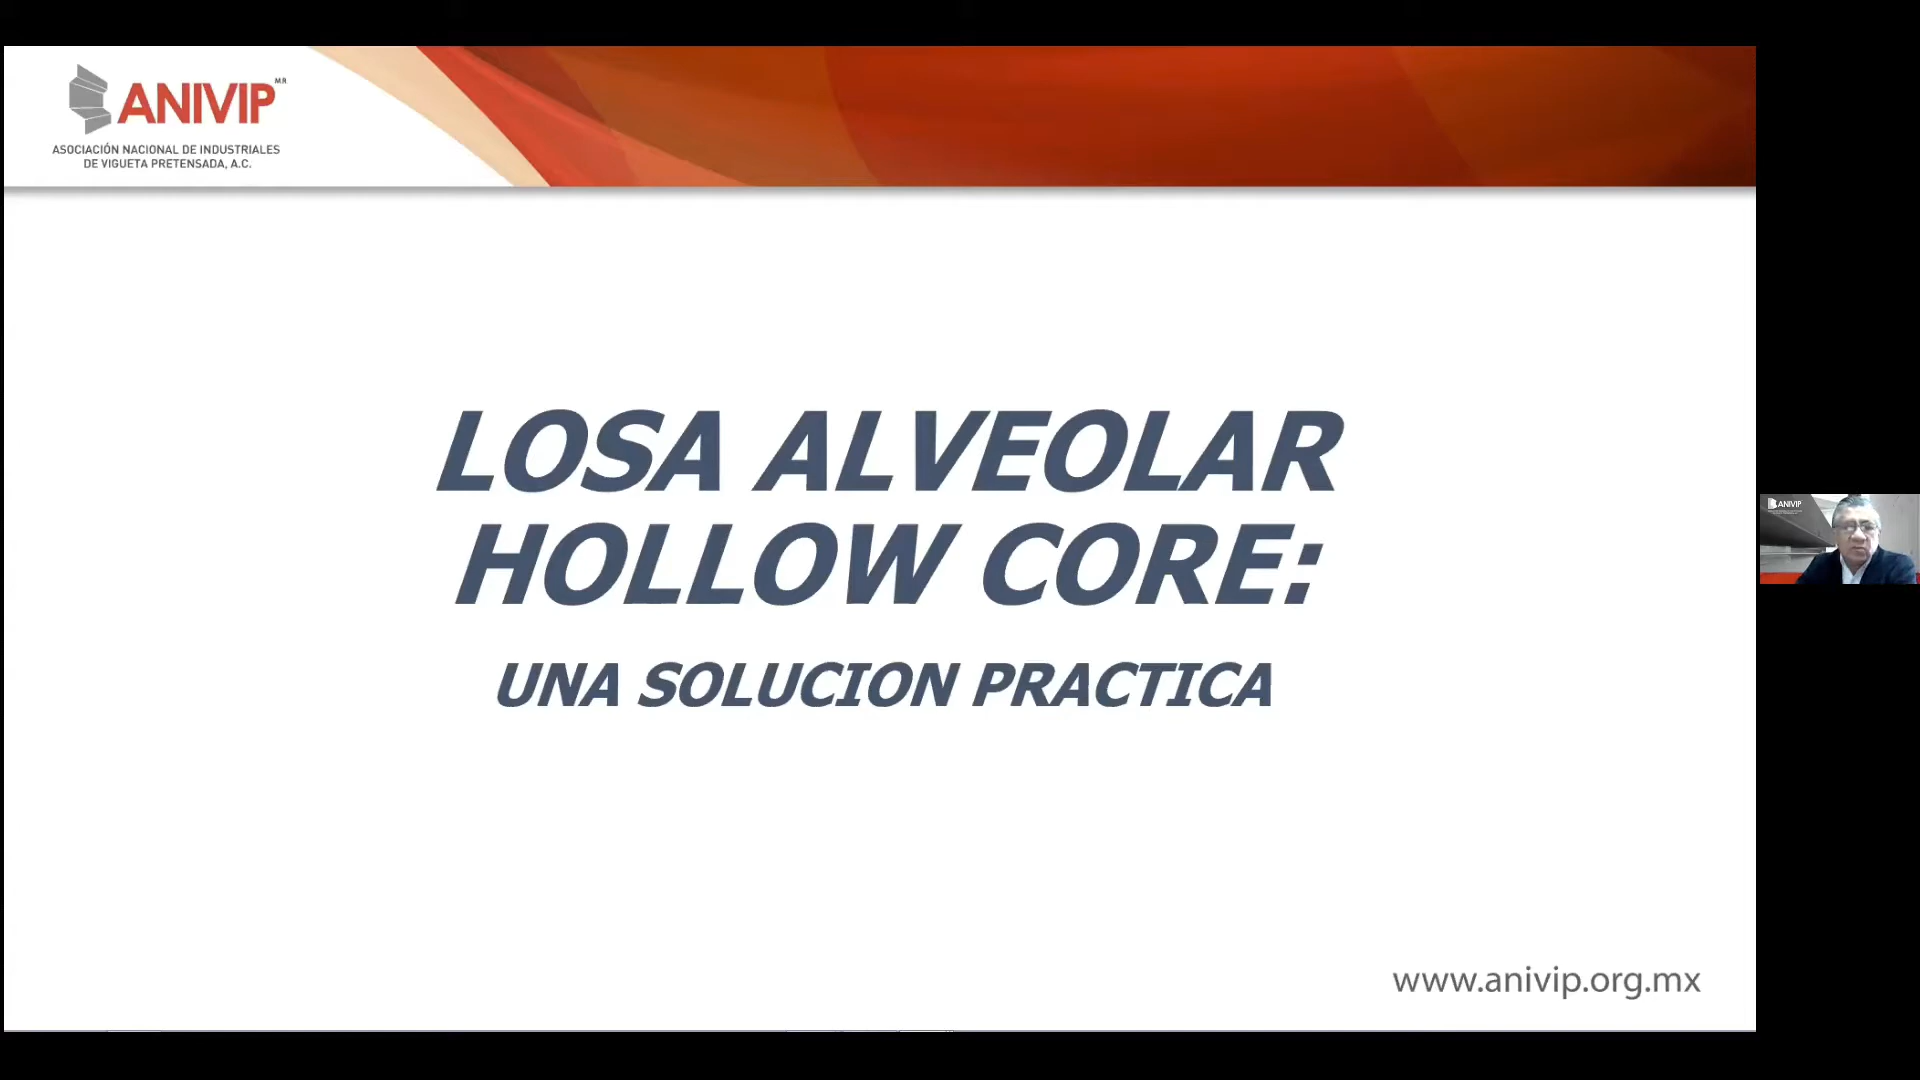 ANIVIP MR
ASOCIACIÓN NACIONAL DE INDUSTRIALES
DE VIGUETA PRETENSADA, A.C.
LOSA ALVEOLAR
HOLLOW CORE:
UNA SOLUCION PRACTICA
ANIVIP
www.anivip.org.mx